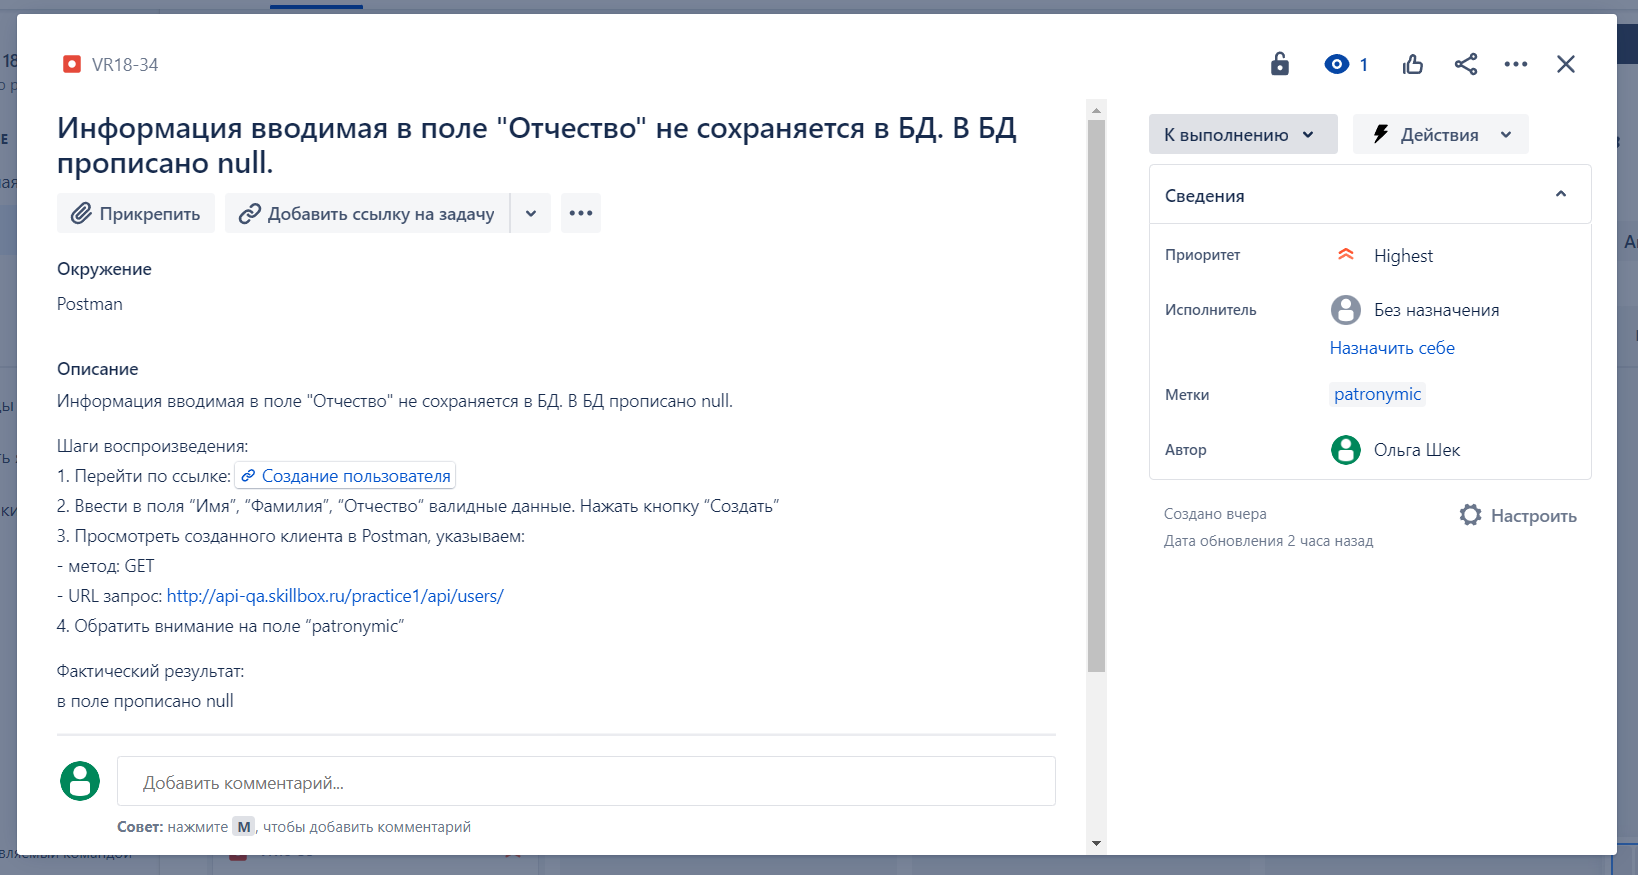 VR18-34
1
Информация вводимая в поле "Отчество" не сохраняется в БД. В БД
прописано null.
Прикрепить
Добавить ссылку на задачу
Окружение
Postman
Описание
Информация вводимая в поле "Отчество" не сохраняется в БД. В БД прописано null.
Шаги воспроизведения:
1. Перейти по ссылке: Создание пользователя
2. Ввести в поля “Имя”, “Фамилия”, “Отчество” валидные данные. Нажать кнопку “Создать”
3. Просмотреть созданного клиента в Postman, указываем:
- метод: GET
- URL запрос: http://api-qa.skillbox.ru/practice1/api/users/
4. Обратить внимание на поле “patronymic”
Фактический результат:
в поле прописано null
Добавить комментарий...
Совет: нажмите M, чтобы добавить комментарий
К выполнению
Действия
Сведения
Приоритет
Highest
Исполнитель
Без назначения
Назначить себе
Метки
patronymic
Автор
Ольга Шек
Создано вчера
Дата обновления 2 часа назад
Настроить